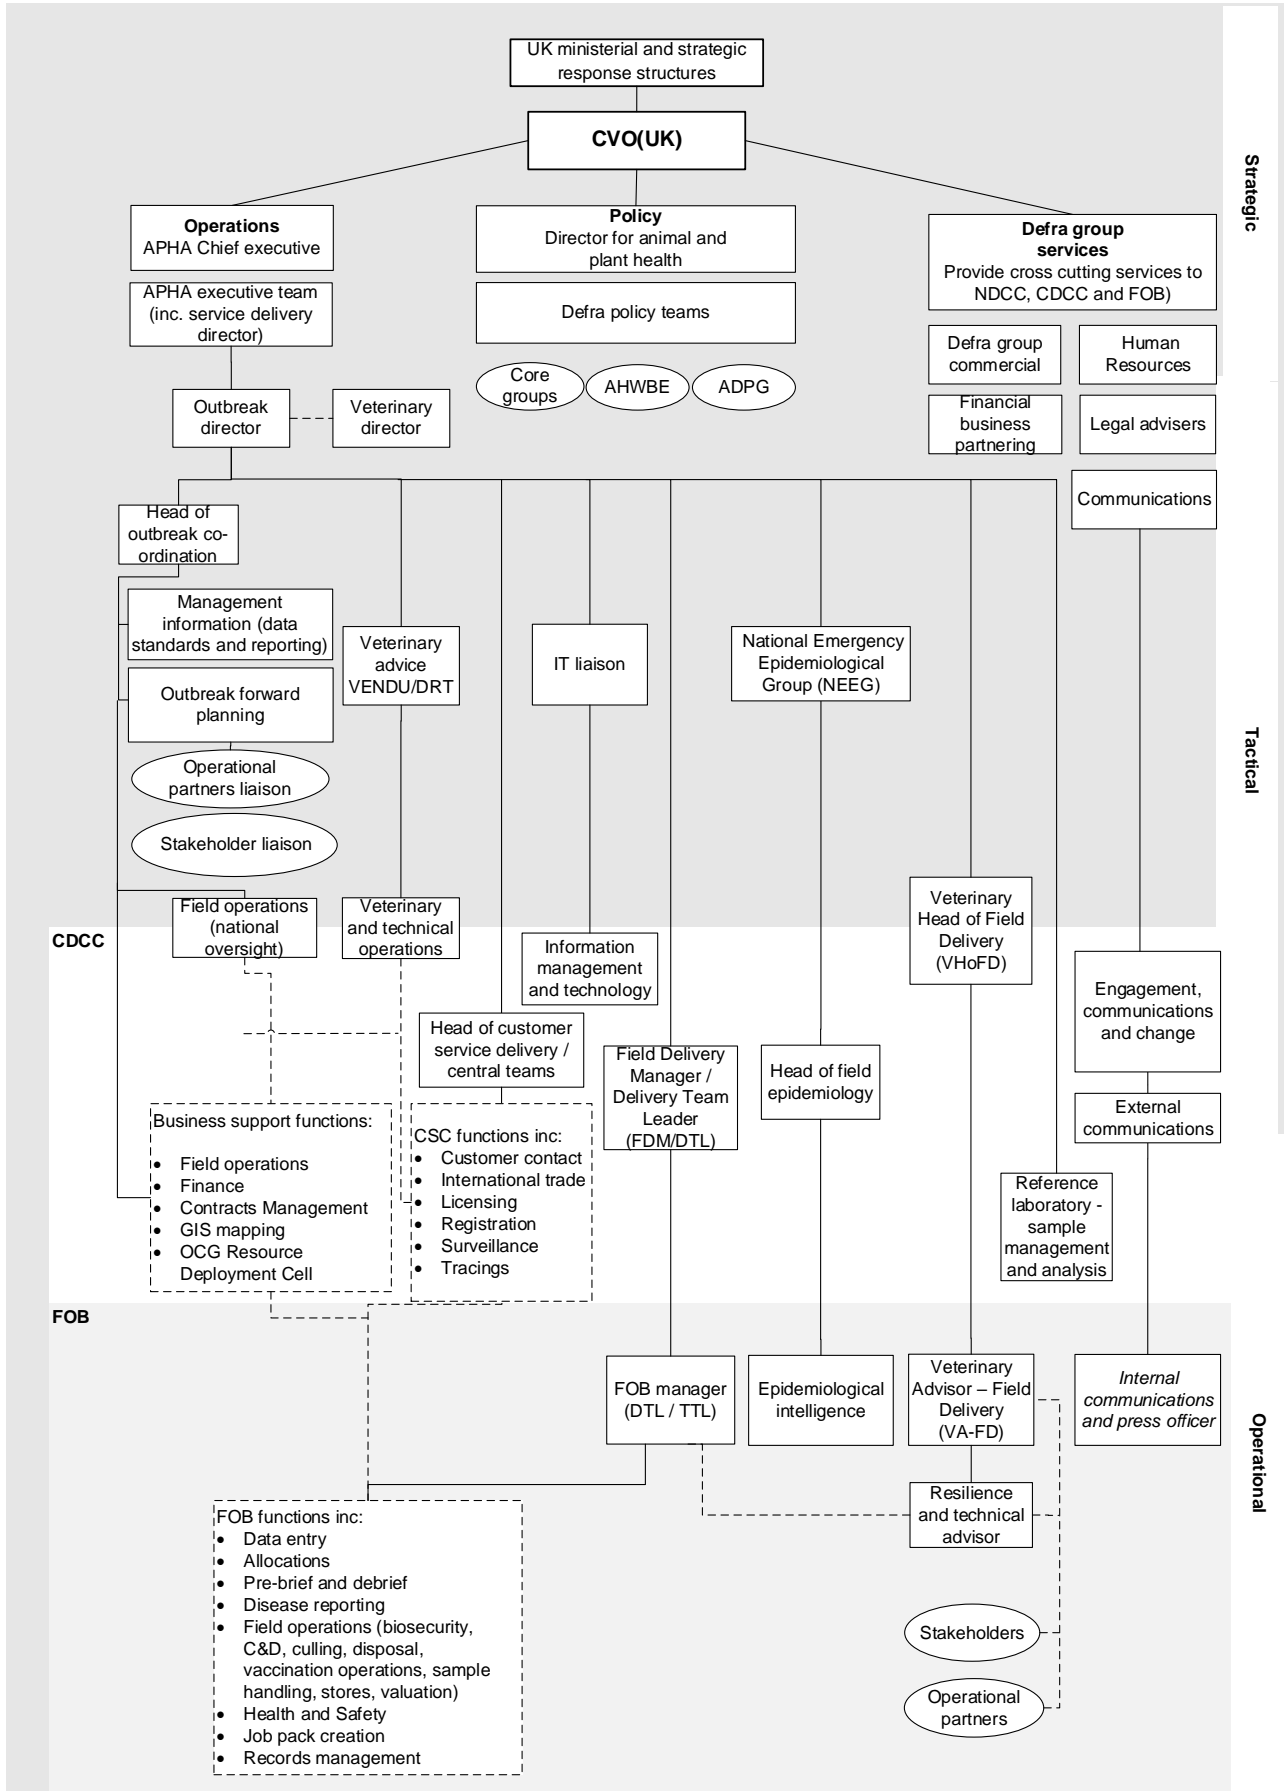 UK ministerial and strategic
response structures
CVO(UK)
Strategic
Operations
APHA Chief executive
Policy
Director for animal and
plant health
Defra group
services
Provide cross cutting services to
NDCC, CDCC and FOB)
APHA executive team
(inc. service delivery
director)
Defra policy teams
Defra group
commercial
Human
Resources
Core
groups
AHWBE
ADPG
Outbreak
director
Veterinary
director
Financial
business
partnering
Legal advisers
Communications
Head of
outbreak co-
ordination
Management
information (data
standards and reporting)
Veterinary
advice
VENDU/DRT
IT liaison
National Emergency
Epidemiological
Group (NEEG)
Outbreak forward
planning
Tactical
Operational
partners liaison
Stakeholder liaison
Field operations
(national
oversight)
Veterinary
and technical
operations
Veterinary
Head of Field
Delivery
(VHoFD)
CDCC
Information
management
and technology
Engagement,
communications
and change
Head of customer
service delivery /
central teams
Field Delivery
Manager /
Delivery Team
Leader
(FDM/DTL)
Head of field
epidemiology
External
communications
Business support functions:
• Field operations
• Finance
• Contracts Management
• GIS mapping
• OCG Resource
Deployment Cell
CSC functions inc:
• Customer contact
• International trade
• Licensing
• Registration
• Surveillance
• Tracings
Reference
laboratory -
sample
management
and analysis
FOB
FOB manager
(DTL / TTL)
Epidemiological
intelligence
Veterinary
Advisor – Field
Delivery
(VA-FD)
Internal
communications
and press officer
Operational
Resilience
and technical
advisor
FOB functions inc:
• Data entry
• Allocations
• Pre-brief and debrief
• Disease reporting
• Field operations (biosecurity,
C&D, culling, disposal,
vaccination operations, sample
handling, stores, valuation)
• Health and Safety
• Job pack creation
• Records management
Stakeholders
Operational
partners